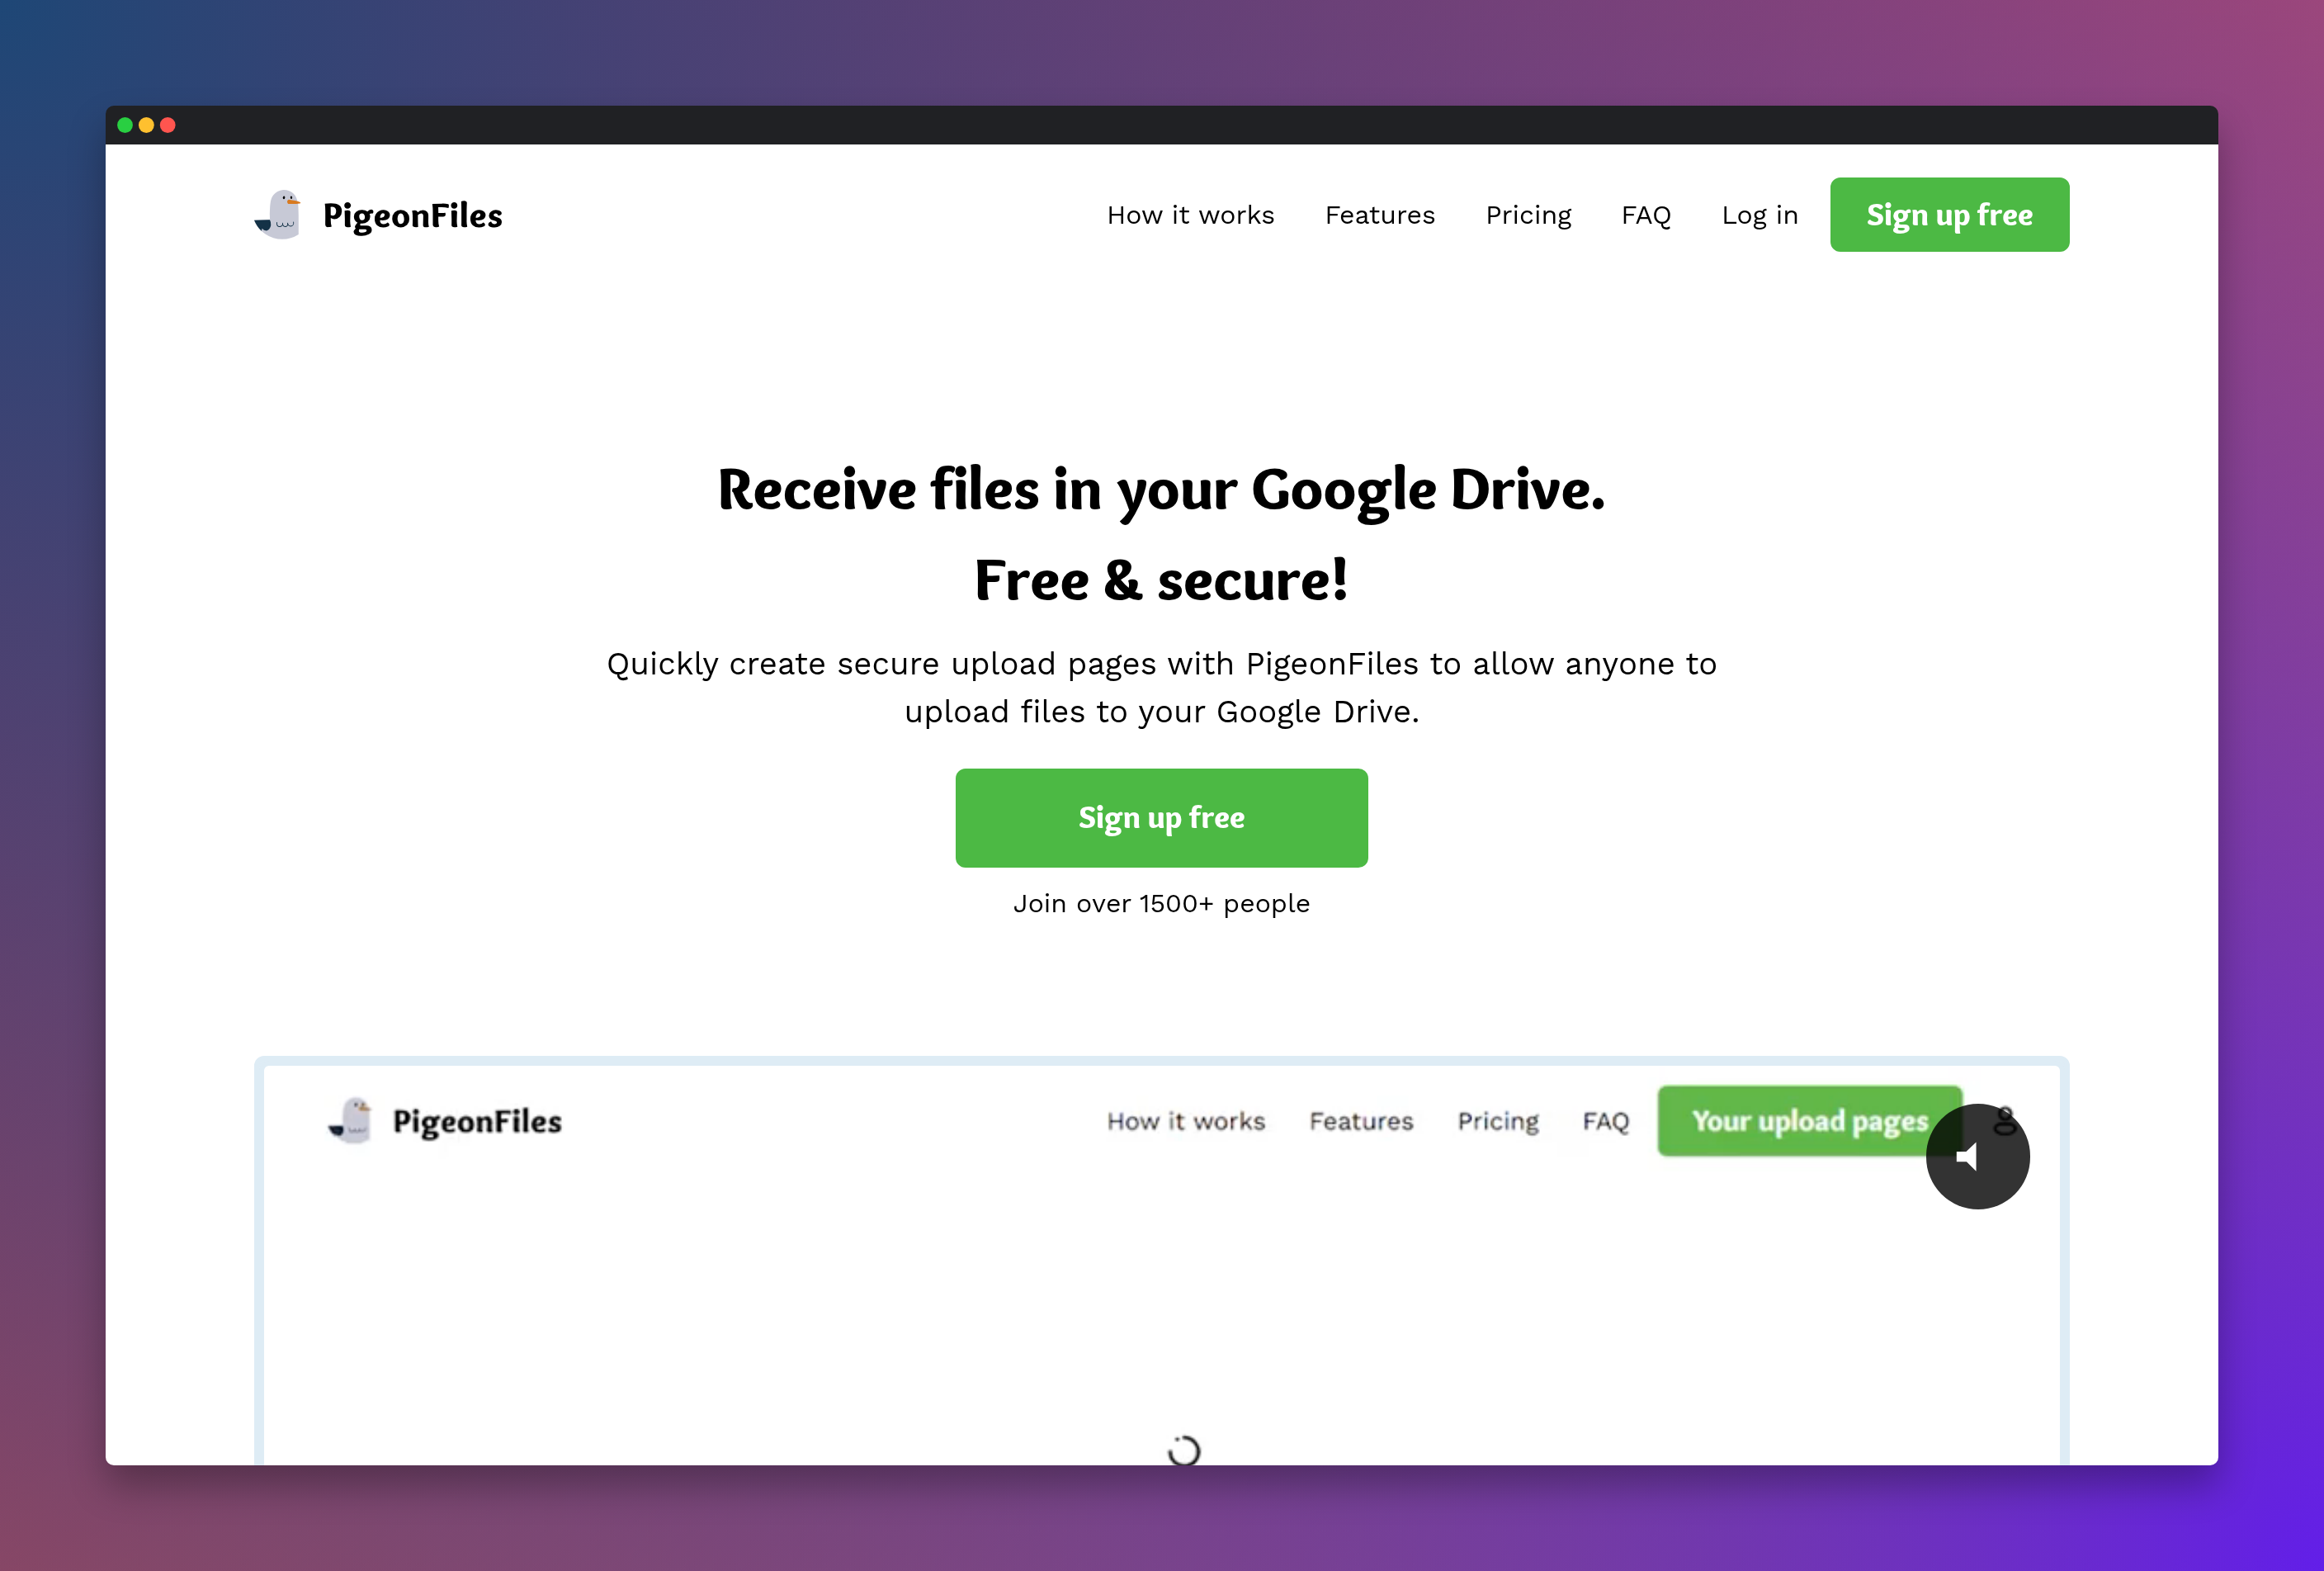 PigeonFiles
How it works Features Pricing FAQ Log in Sign up free
Receive files in your Google Drive.
Free & secure!
Quickly create secure upload pages with PigeonFiles to allow anyone to
upload files to your Google Drive.
Sign up free
Join over 1500+ people
PigeonFiles
How it works Features Pricing FAQ Your upload pages